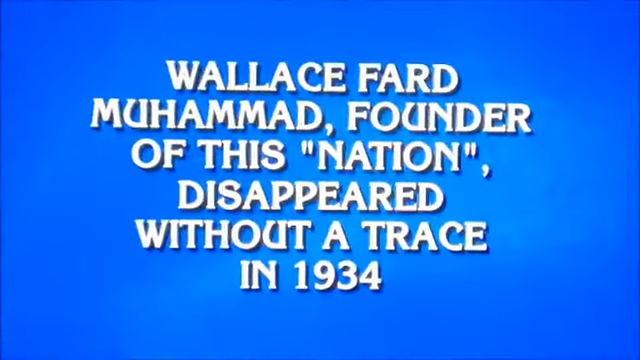 WALLACE FARD
MUHAMMAD, FOUNDER
OF THIS "NATION",
DISAPPEARED
WITHOUT A TRACE
IN 1934